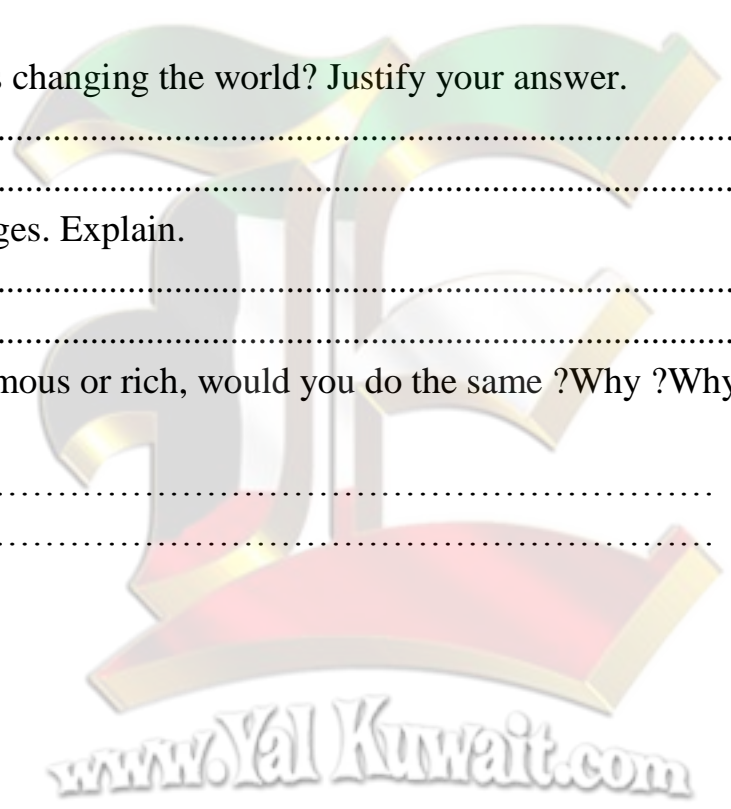 s changing the world? Justify your answer.
................................................................................
................................................................................
ges. Explain.
................................................................................
................................................................................
mous or rich, would you do the same ?Why ?Why
………………………………………………………
………………………………………………………
www.Yal Kuwait.com